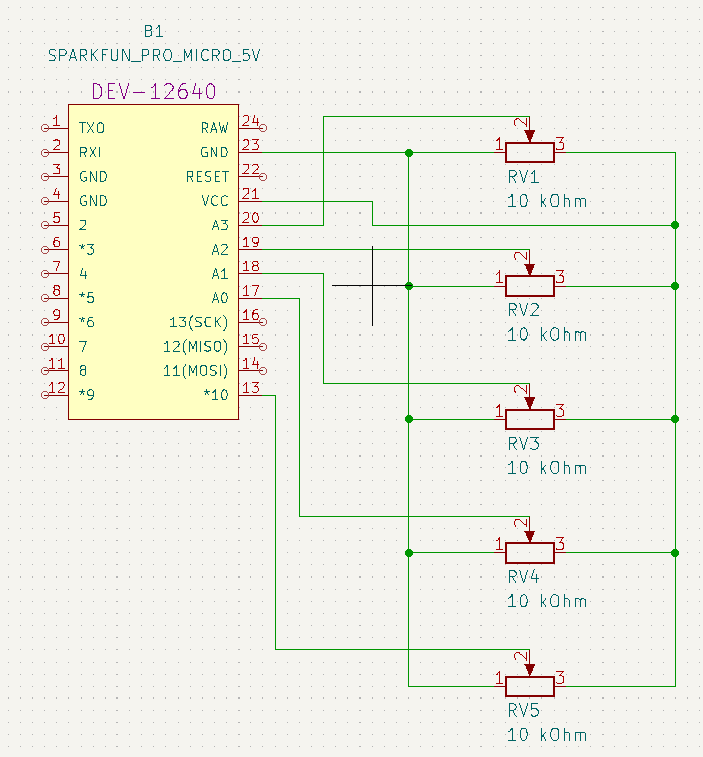 B1
SPARKFUN_PRO_MICRO_5V
DEV-12640
1 TXO RAW 24
2 RXI GND 23
3 GND RESET 22
4 GND VCC 21
5 2 A3 20
6 *3 A2 19
7 4 A1 18
8 *5 A0 17
9 *6 13(SCK) 16
10 7 12(MISO) 15
11 8 11(MOSI) 14
12 *9 *10 13
2
1 3
RV1
10 kOhm
2
1 3
RV2
10 kOhm
2
1 3
RV3
10 kOhm
2
1 3
RV4
10 kOhm
2
1 3
RV5
10 kOhm